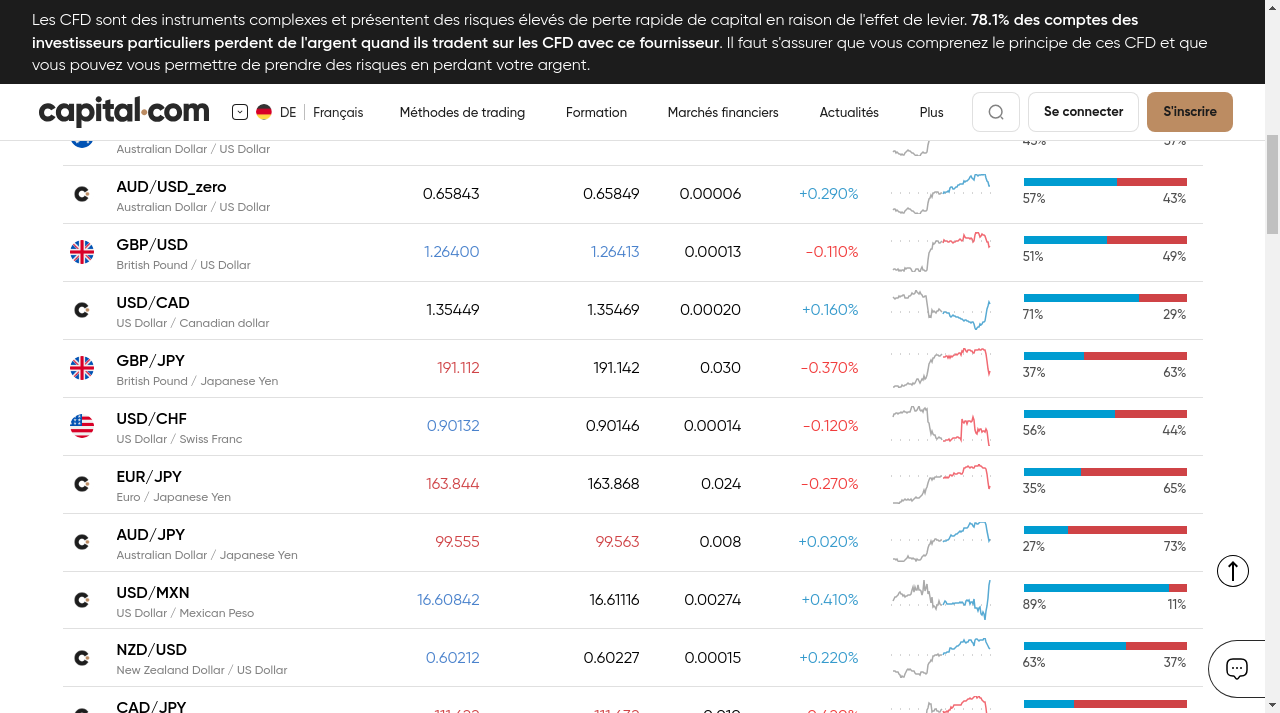 Les CFD sont des instruments complexes et présentent des risques élevés de perte rapide de capital en raison de l'effet de levier. 78.1% des comptes des
investisseurs particuliers perdent de l'argent quand ils tradent sur les CFD avec ce fournisseur. Il faut s'assurer que vous comprenez le principe de ces CFD et que
vous pouvez vous permettre de prendre des risques en perdant votre argent.
capital.com DE Français Méthodes de trading Formation Marchés financiers Actualités Plus Se connecter S'inscrire
Australian Dollar / US Dollar
AUD/USD_zero 0.65843 0.65849 0.00006 +0.290%
Australian Dollar / US Dollar 57% 43%
GBP/USD 1.26400 1.26413 0.00013 -0.110%
British Pound / US Dollar 51% 49%
USD/CAD 1.35449 1.35469 0.00020 +0.160%
US Dollar / Canadian dollar 71% 29%
GBP/JPY 191.112 191.142 0.030 -0.370%
British Pound / Japanese Yen 37% 63%
USD/CHF 0.90132 0.90146 0.00014 -0.120%
US Dollar / Swiss Franc 56% 44%
EUR/JPY 163.844 163.868 0.024 -0.270%
Euro / Japanese Yen 35% 65%
AUD/JPY 99.555 99.563 0.008 +0.020%
Australian Dollar / Japanese Yen 27% 73%
USD/MXN 16.60842 16.61116 0.00274 +0.410%
US Dollar / Mexican Peso 89% 11%
NZD/USD 0.60212 0.60227 0.00015 +0.220%
New Zealand Dollar / US Dollar 63% 37%
CAD/JPY